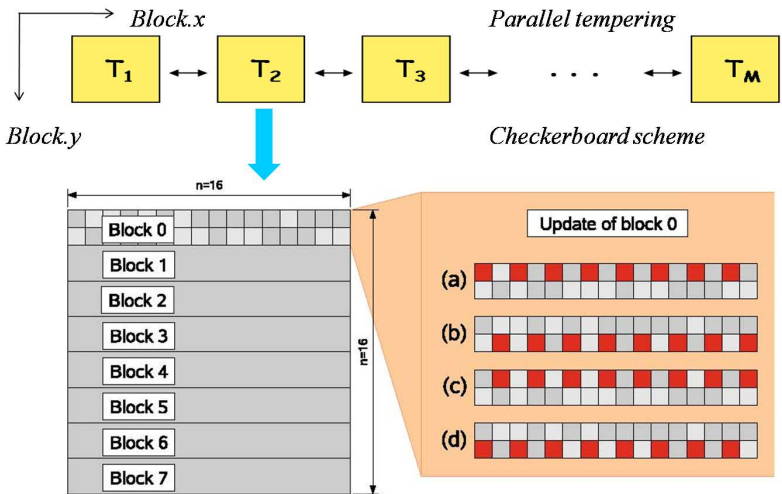 Block.x
Parallel tempering
T1
T2
T3
. . .
TM
Block.y
Checkerboard scheme
n=16
Block 0
Block 1
Block 2
Block 3
Block 4
Block 5
Block 6
Block 7
n=16
Update of block 0
(a)
(b)
(c)
(d)